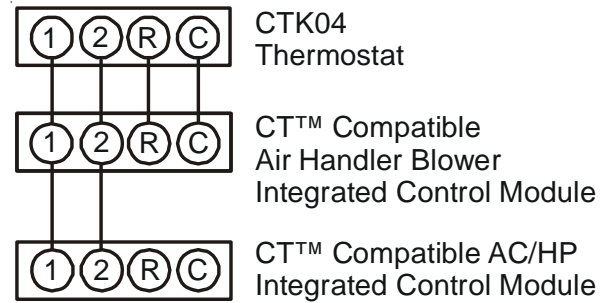 1 2 R C
CTK04
Thermostat
1 2 R C
CT™ Compatible
Air Handler Blower
Integrated Control Module
1 2 R C
CT™ Compatible AC/HP
Integrated Control Module